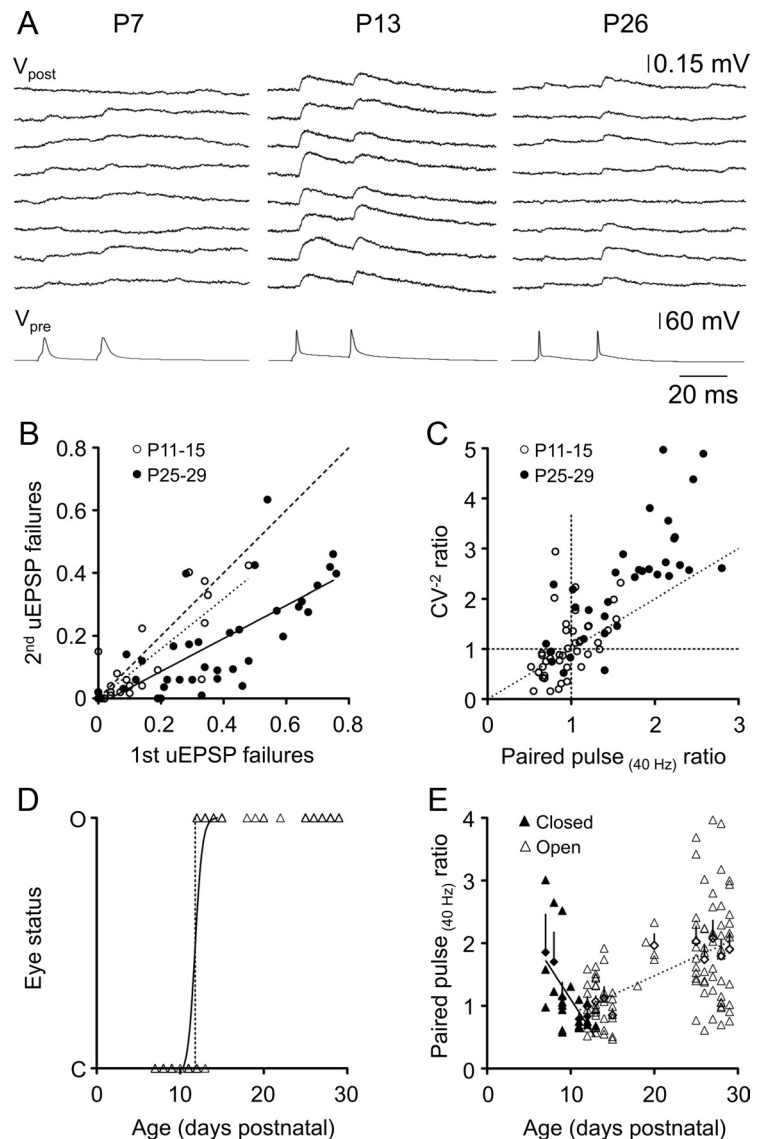 A
P7 P13 P26
Vpost
0.15 mV
Vpre
60 mV
20 ms
B
0.8
0.6
0.4
0.2
0
2nd uEPSP failures
P11-15
P25-29
0 0.2 0.4 0.6 0.8
1st uEPSP failures
C
5
4
3
2
1
0
CV-2 ratio
P11-15
P25-29
0 1 2 3
Paired pulse (40 Hz) ratio
D
O
C
Eye status
0 10 20 30
Age (days postnatal)
E
4
3
2
1
0
Paired pulse (40 Hz) ratio
Closed
Open
0 10 20 30
Age (days postnatal)